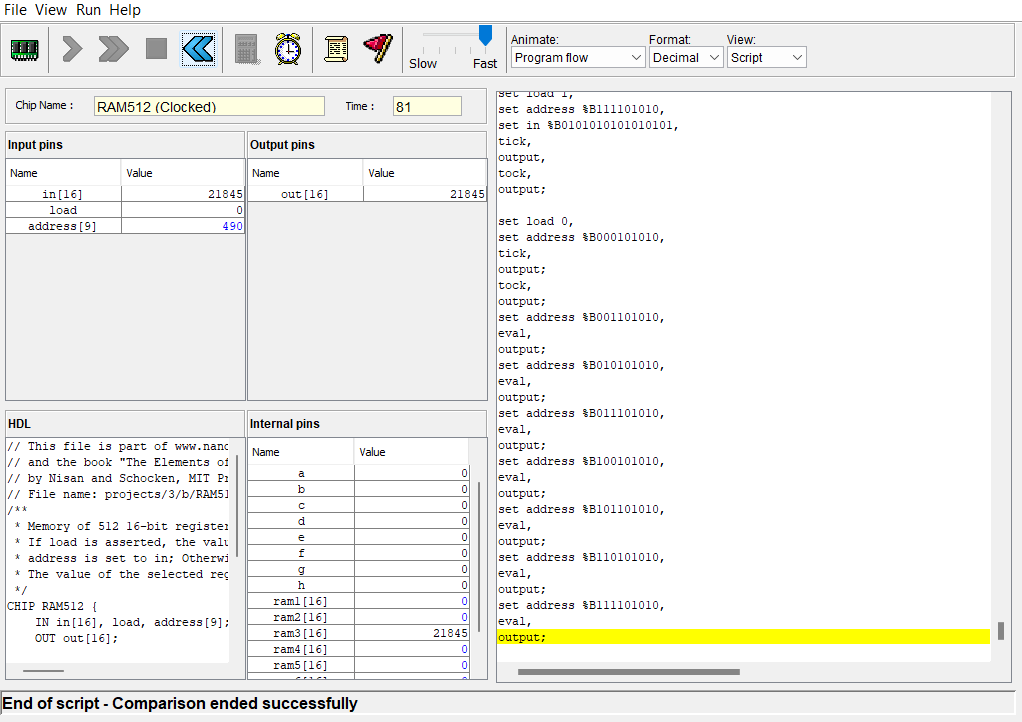 File View Run Help
Slow Fast
Animate:
Program flow
Format:
Decimal
View:
Script
Chip Name : RAM512 (Clocked) Time : 81
Input pins
Name Value
in[16] 21845
load 0
address[9] 490
Output pins
Name Value
out[16] 21845
HDL
// This file is part of www.nand
// and the book "The Elements of
// by Nisan and Schocken, MIT Pr
// File name: projects/3/b/RAM51
/**
* Memory of 512 16-bit register
* If load is asserted, the valu
* address is set to in; Otherwi
* The value of the selected reg
*/
CHIP RAM512 {
IN in[16], load, address[9];
OUT out[16];
Internal pins
Name Value
a 0
b 0
c 0
d 0
e 0
f 0
g 0
h 0
ram1[16] 0
ram2[16] 0
ram3[16] 21845
ram4[16] 0
ram5[16] 0
set load 1,
set address %B111101010,
set in %B0101010101010101,
tick,
output,
tock,
output;
set load 0,
set address %B000101010,
tick,
output;
tock,
output;
set address %B001101010,
eval,
output;
set address %B010101010,
eval,
output;
set address %B011101010,
eval,
output;
set address %B100101010,
eval,
output;
set address %B101101010,
eval,
output;
set address %B110101010,
eval,
output;
set address %B111101010,
eval,
output;
End of script - Comparison ended successfully